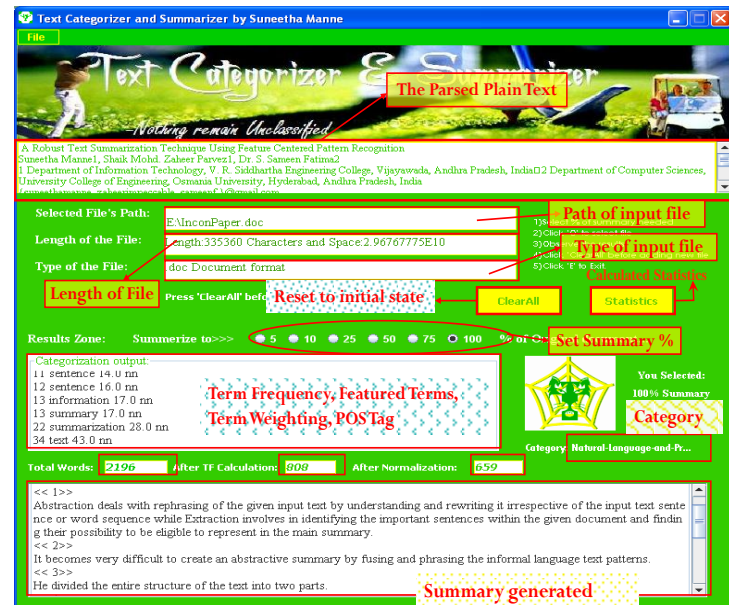 Text Categorizer and Summarizer by Suneetha Manne
File
Text Categorizer & Summarizer
The Parsed Plain Text
-Nothing remain Unclassified
A Robust Text Summarization Technique Using Feature Centered Pattern Recognition
Suneetha Manne1, Shaik Mohd. Zaheer Parvez1, Dr. S. Sameen Fatima2
1 Department of Information Technology, V. R. Siddhartha Engineering College, Vijayawada, Andhra Pradesh, India□2 Department of Computer Sciences,
University College of Engineering, Osmania University, Hyderabad, Andhra Pradesh, India
Selected File's Path:
E:\InconPaper.doc
Path of input file
Length of the File:
Length:335360 Characters and Space:2.96767775E10
Type of input file
Type of the File:
doc Document format
5)Click 'E' to Exit
Length of File
Press 'ClearAll'
Reset to initial state
ClearAll
Calculated Statistics
Statistics
Results Zone:
Summerize to>>>
5 10 25 50 75 100
% of
Set Summary %
Categorization output:
11 sentence 14.0 nn
12 sentence 16.0 nn
13 information 17.0 nn
13 summary 17.0 nn
22 summarization 28.0 nn
34 text 43.0 nn
Term Frequency, Featured Terms,
Term Weighting, POSTag
You Selected:
100% Summary
Category
Category: Natural-Language-and-Pr...
Total Words: 2196 After TF Calculation: 808 After Normalization: 659
<< 1>>
Abstraction deals with rephrasing of the given input text by understanding and rewriting it irrespective of the input text sente
nce or word sequence while Extraction involves in identifying the important sentences within the given document and findin
g their possibility to be eligible to represent in the main summary.
<< 2>>
It becomes very difficult to create an abstractive summary by fusing and phrasing the informal language text patterns.
<< 3>>
He divided the entire structure of the text into two parts.
Summary generated